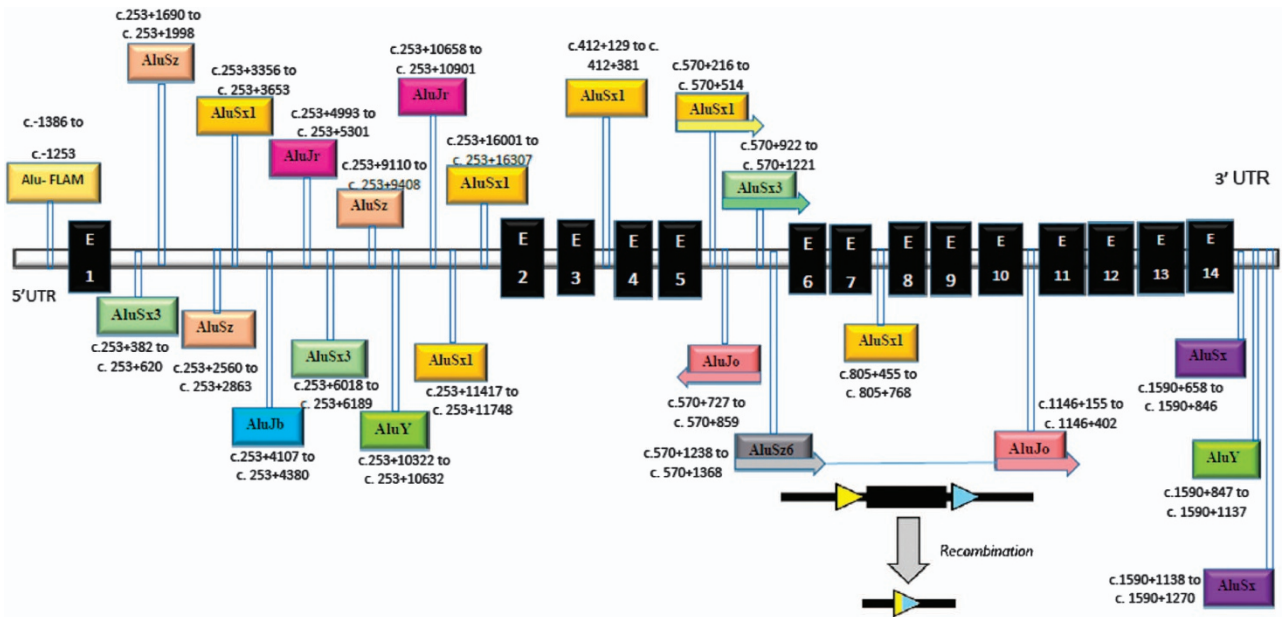 c.253+1690 to
c. 253+1998
AluSz
c.253+3356 to
c. 253+3653
AluSx1
c.253+10658 to
c. 253+10901
AluJr
c.412+129 to c.
412+381
AluSx1
c.570+216 to
c. 570+514
AluSx1
c.-1386 to
c.-1253
Alu- FLAM
c.253+4993 to
c. 253+5301
AluJr
c.253+9110 to
c. 253+9408
AluSz
c.253+16001 to
c. 253+16307
AluSx1
c.570+922 to
c. 570+1221
AluSx3
3’ UTR
5’UTR
E
1
E
2
E
3
E
4
E
5
E
6
E
7
E
8
E
9
E
10
E
11
E
12
E
13
E
14
AluSx3
c.253+382 to
c. 253+620
AluSz
c.253+2560 to
c. 253+2863
AluJb
c.253+4107 to
c. 253+4380
AluSx3
c.253+6018 to
c. 253+6189
AluY
c.253+10322 to
c. 253+10632
AluSx1
c.253+11417 to
c. 253+11748
AluJo
c.570+727 to
c. 570+859
AluSz6
c.570+1238 to
c. 570+1368
AluSx1
c.805+455 to
c. 805+768
AluJo
c.1146+155 to
c. 1146+402
AluSx
c.1590+658 to
c. 1590+846
AluY
c.1590+847 to
c. 1590+1137
AluSx
c.1590+1138 to
c. 1590+1270
Recombination